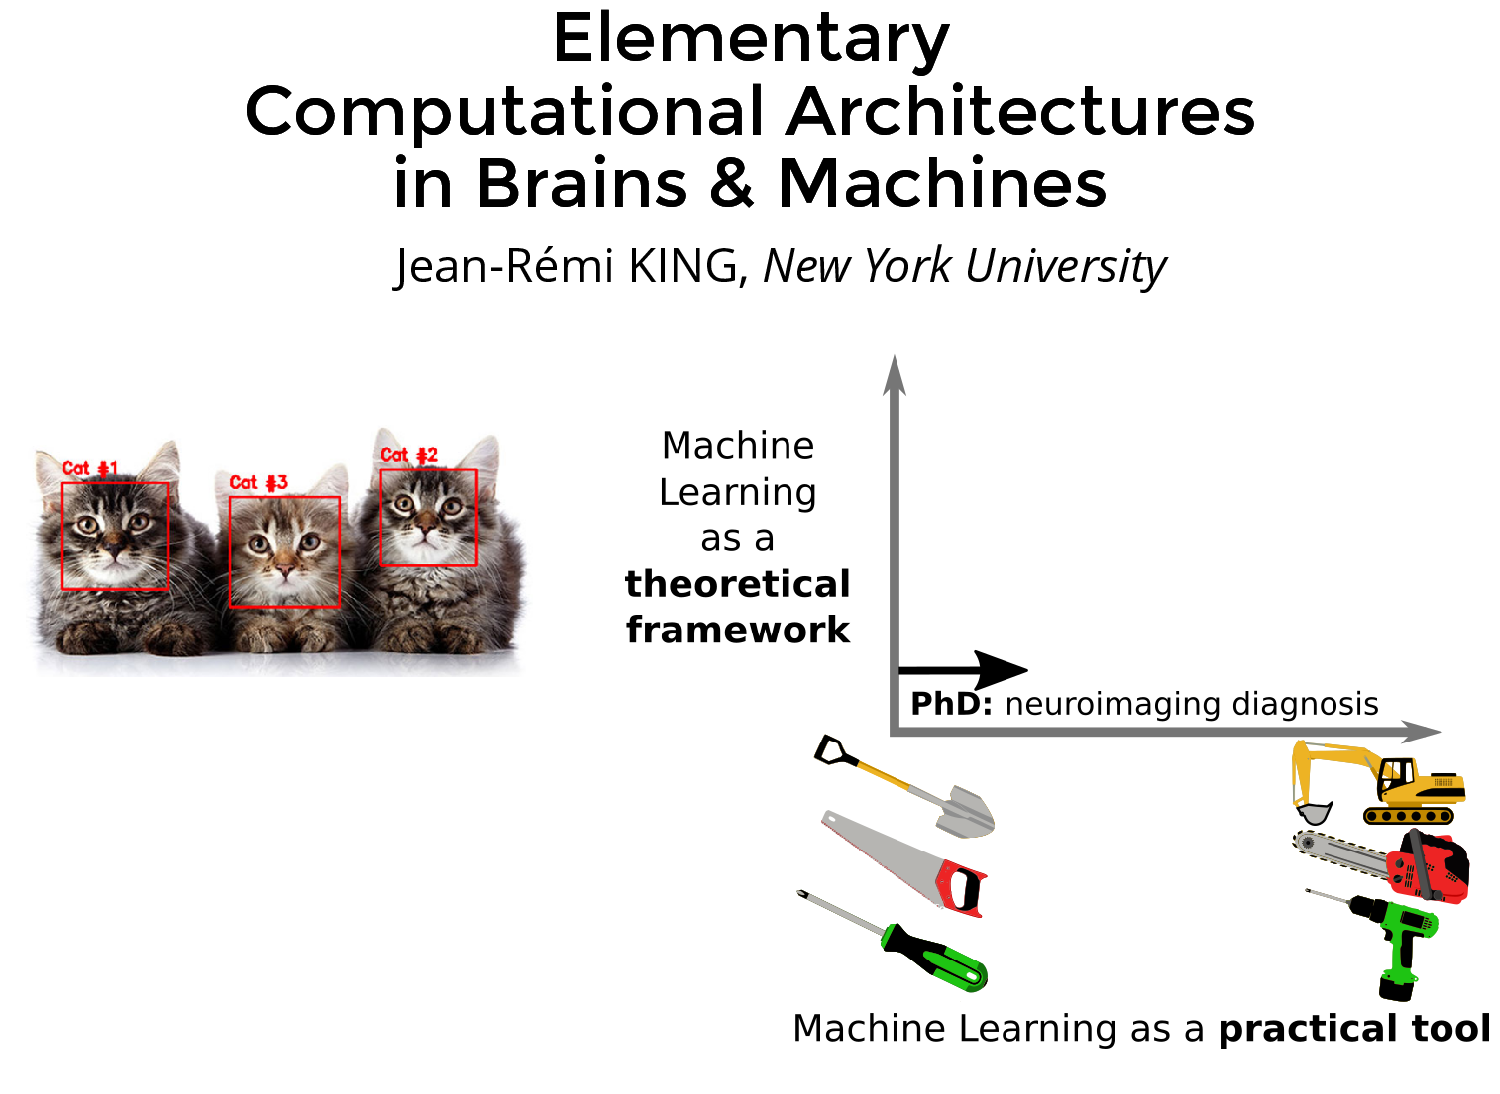 Elementary
Computational Architectures
in Brains & Machines
Jean-Rémi KING, New York University
Cat #1
Cat #3
Cat #2
Machine
Learning
as a
theoretical
framework
PhD: neuroimaging diagnosis
Machine Learning as a practical tool